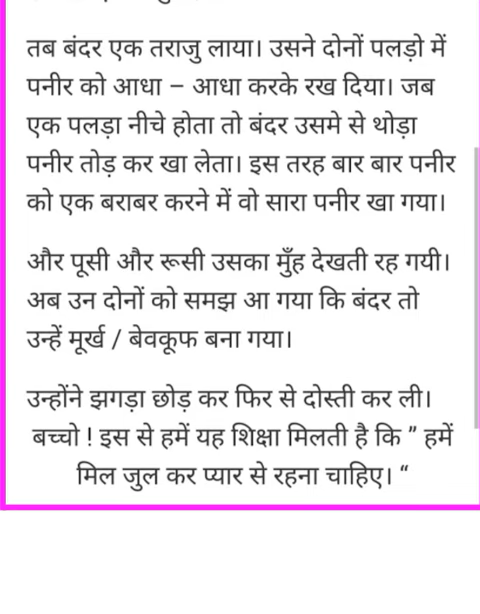 तब बंदर एक तराजु लाया। उसने दोनों पलड़ो में
पनीर को आधा – आधा करके रख दिया। जब
एक पलड़ा नीचे होता तो बंदर उसमे से थोड़ा
पनीर तोड़ कर खा लेता। इस तरह बार बार पनीर
को एक बराबर करने में वो सारा पनीर खा गया।
और पूसी और रूसी उसका मुँह देखती रह गयी।
अब उन दोनों को समझ आ गया कि बंदर तो
उन्हें मूर्ख / बेवकूफ बना गया।
उन्होंने झगड़ा छोड़ कर फिर से दोस्ती कर ली।
बच्चो ! इस से हमें यह शिक्षा मिलती है कि ” हमें
मिल जुल कर प्यार से रहना चाहिए। “